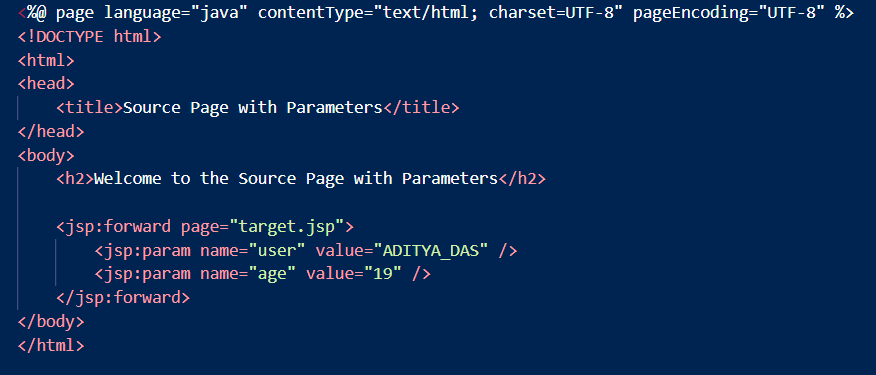 <%@ page language="java" contentType="text/html; charset=UTF-8" pageEncoding="UTF-8" %>
<!DOCTYPE html>
<html>
<head>
    <title>Source Page with Parameters</title>
</head>
<body>
    <h2>Welcome to the Source Page with Parameters</h2>

    <jsp:forward page="target.jsp">
        <jsp:param name="user" value="ADITYA_DAS" />
        <jsp:param name="age" value="19" />
    </jsp:forward>
</body>
</html>